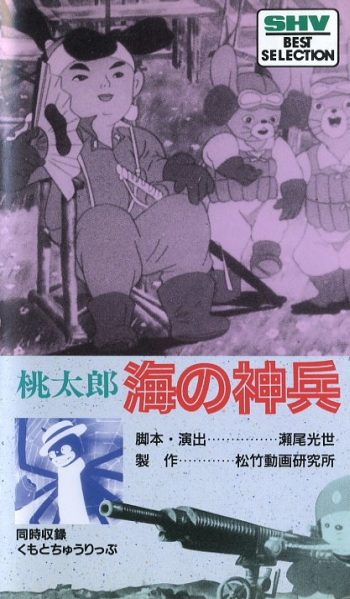 SHV
BEST
SELECTION
桃太郎 海の神兵
脚本・演出‥‥‥‥‥瀬尾光世
製　作‥‥‥‥松竹動画研究所
同時収録
くもとちゅうりっぷ